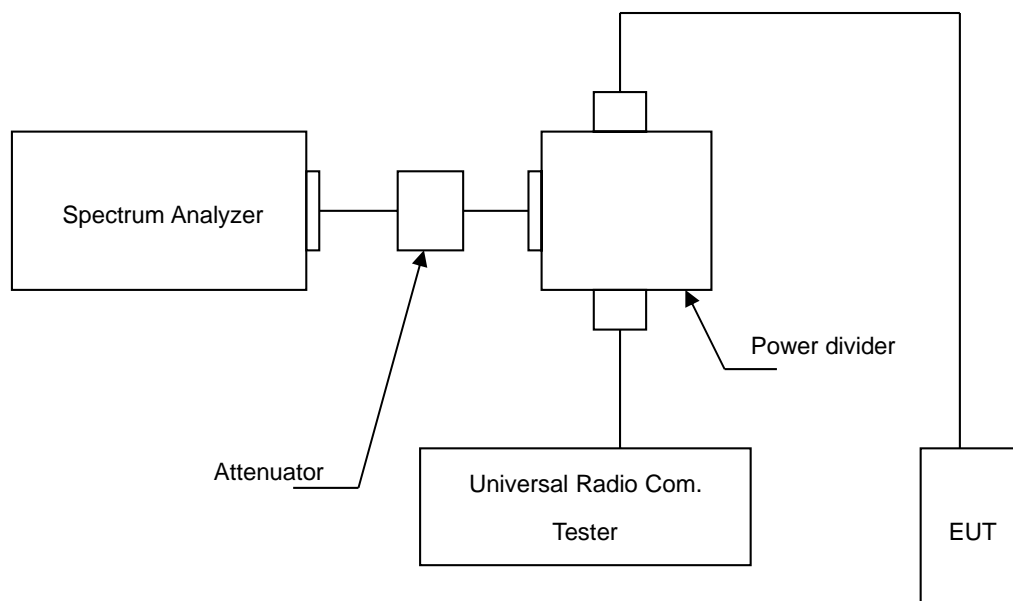 Spectrum Analyzer
Power divider
Attenuator
Universal Radio Com.
Tester
EUT